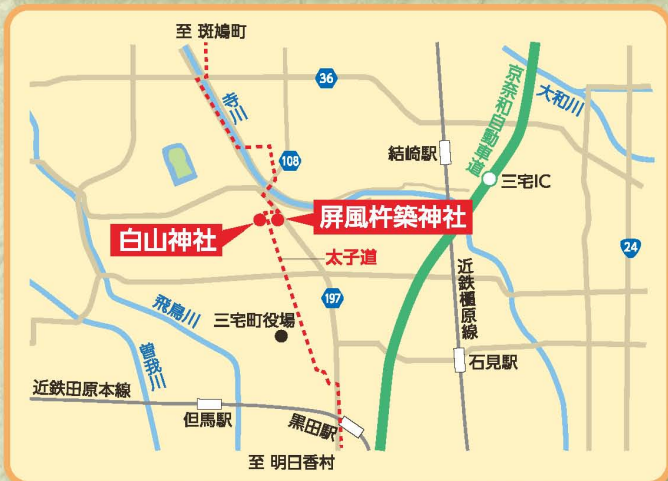 至 斑鳩町
36
寺川
京奈和自動車道
大和川
108
結崎駅
三宅IC
白山神社
屏風杵築神社
太子道
24
197
近鉄橿原線
飛鳥川
三宅町役場
曽我川
石見駅
近鉄田原本線
但馬駅
黒田駅
至 明日香村